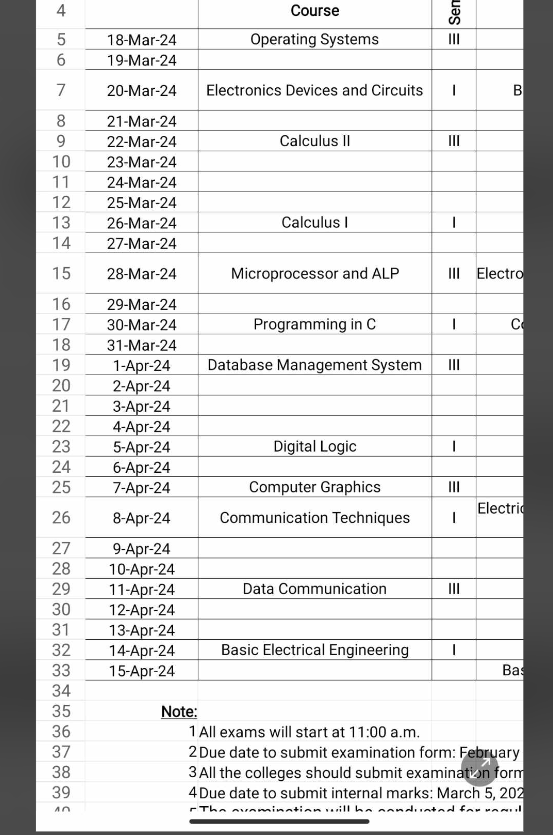 4 Course Sem
5 18-Mar-24 Operating Systems III
6 19-Mar-24
7 20-Mar-24 Electronics Devices and Circuits I B
8 21-Mar-24
9 22-Mar-24 Calculus II III
10 23-Mar-24
11 24-Mar-24
12 25-Mar-24
13 26-Mar-24 Calculus I I
14 27-Mar-24
15 28-Mar-24 Microprocessor and ALP III Electro
16 29-Mar-24
17 30-Mar-24 Programming in C I
18 31-Mar-24
19 1-Apr-24 Database Management System III
20 2-Apr-24
21 3-Apr-24
22 4-Apr-24
23 5-Apr-24 Digital Logic I
24 6-Apr-24
25 7-Apr-24 Computer Graphics III
26 8-Apr-24 Communication Techniques I Electric
27 9-Apr-24
28 10-Apr-24
29 11-Apr-24 Data Communication III
30 12-Apr-24
31 13-Apr-24
32 14-Apr-24 Basic Electrical Engineering I
33 15-Apr-24 Bas
34
35 Note:
36 1 All exams will start at 11:00 a.m.
37 2 Due date to submit examination form: February
38 3 All the colleges should submit examination form
39 4 Due date to submit internal marks: March 5, 202
40 5 The examination will be conducted for regul